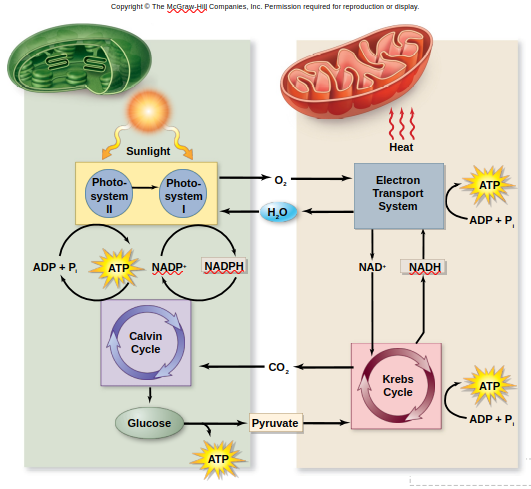 Copyright © The McGraw-Hill Companies, Inc. Permission required for reproduction or display.
Sunlight
Heat
Photo-
system
II
Photo-
system
I
O2
H2O
Electron
Transport
System
ATP
ADP + Pi
ADP + Pi
ATP
NADP+
NADPH
NAD+
NADH
Calvin
Cycle
CO2
Krebs
Cycle
ATP
ADP + Pi
Glucose
Pyruvate
ATP